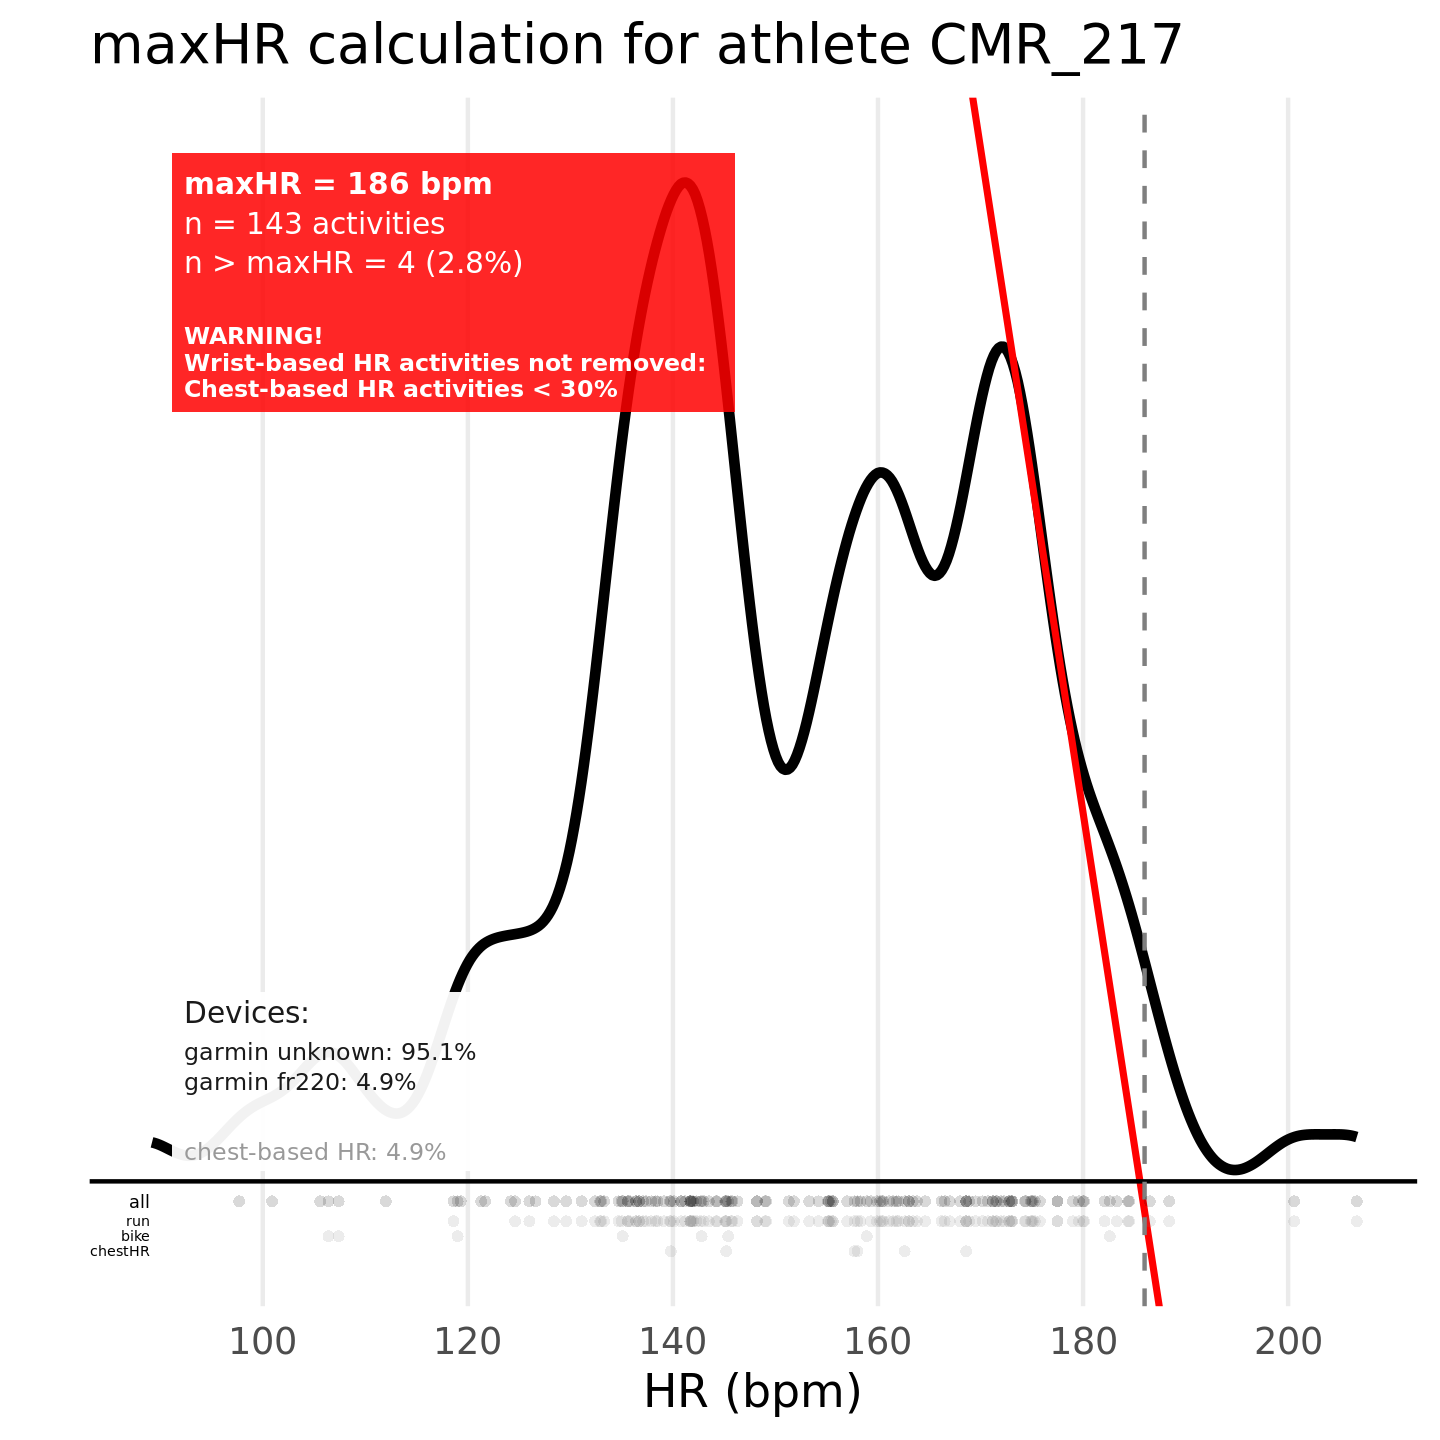 maxHR calculation for athlete CMR_217
maxHR = 186 bpm
n = 143 activities
n > maxHR = 4 (2.8%)
WARNING!
Wrist-based HR activities not removed:
Chest-based HR activities < 30%
Devices:
garmin unknown: 95.1%
garmin fr220: 4.9%
chest-based HR: 4.9%
all
run
bike
chestHR
100 120 140 160 180 200
HR (bpm)